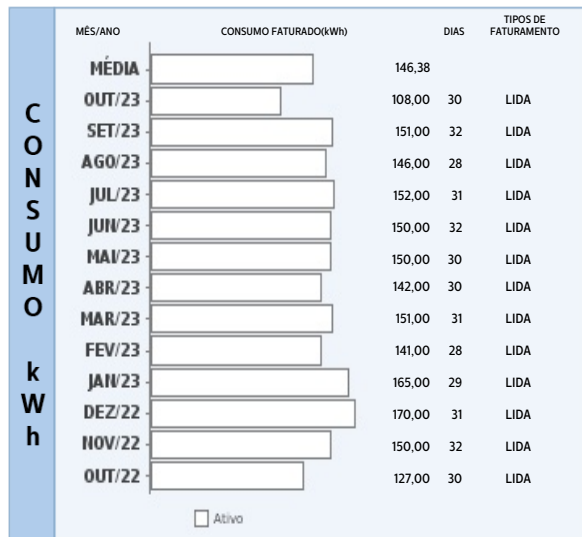 CONSUMO kWh
MÊS/ANO CONSUMO FATURADO(kWh) DIAS TIPOS DE FATURAMENTO
MÉDIA 146,38
OUT/23 108,00 30 LIDA
SET/23 151,00 32 LIDA
AGO/23 146,00 28 LIDA
JUL/23 152,00 31 LIDA
JUN/23 150,00 32 LIDA
MAI/23 150,00 30 LIDA
ABR/23 142,00 30 LIDA
MAR/23 151,00 31 LIDA
FEV/23 141,00 28 LIDA
JAN/23 165,00 29 LIDA
DEZ/22 170,00 31 LIDA
NOV/22 150,00 32 LIDA
OUT/22 127,00 30 LIDA
Ativo